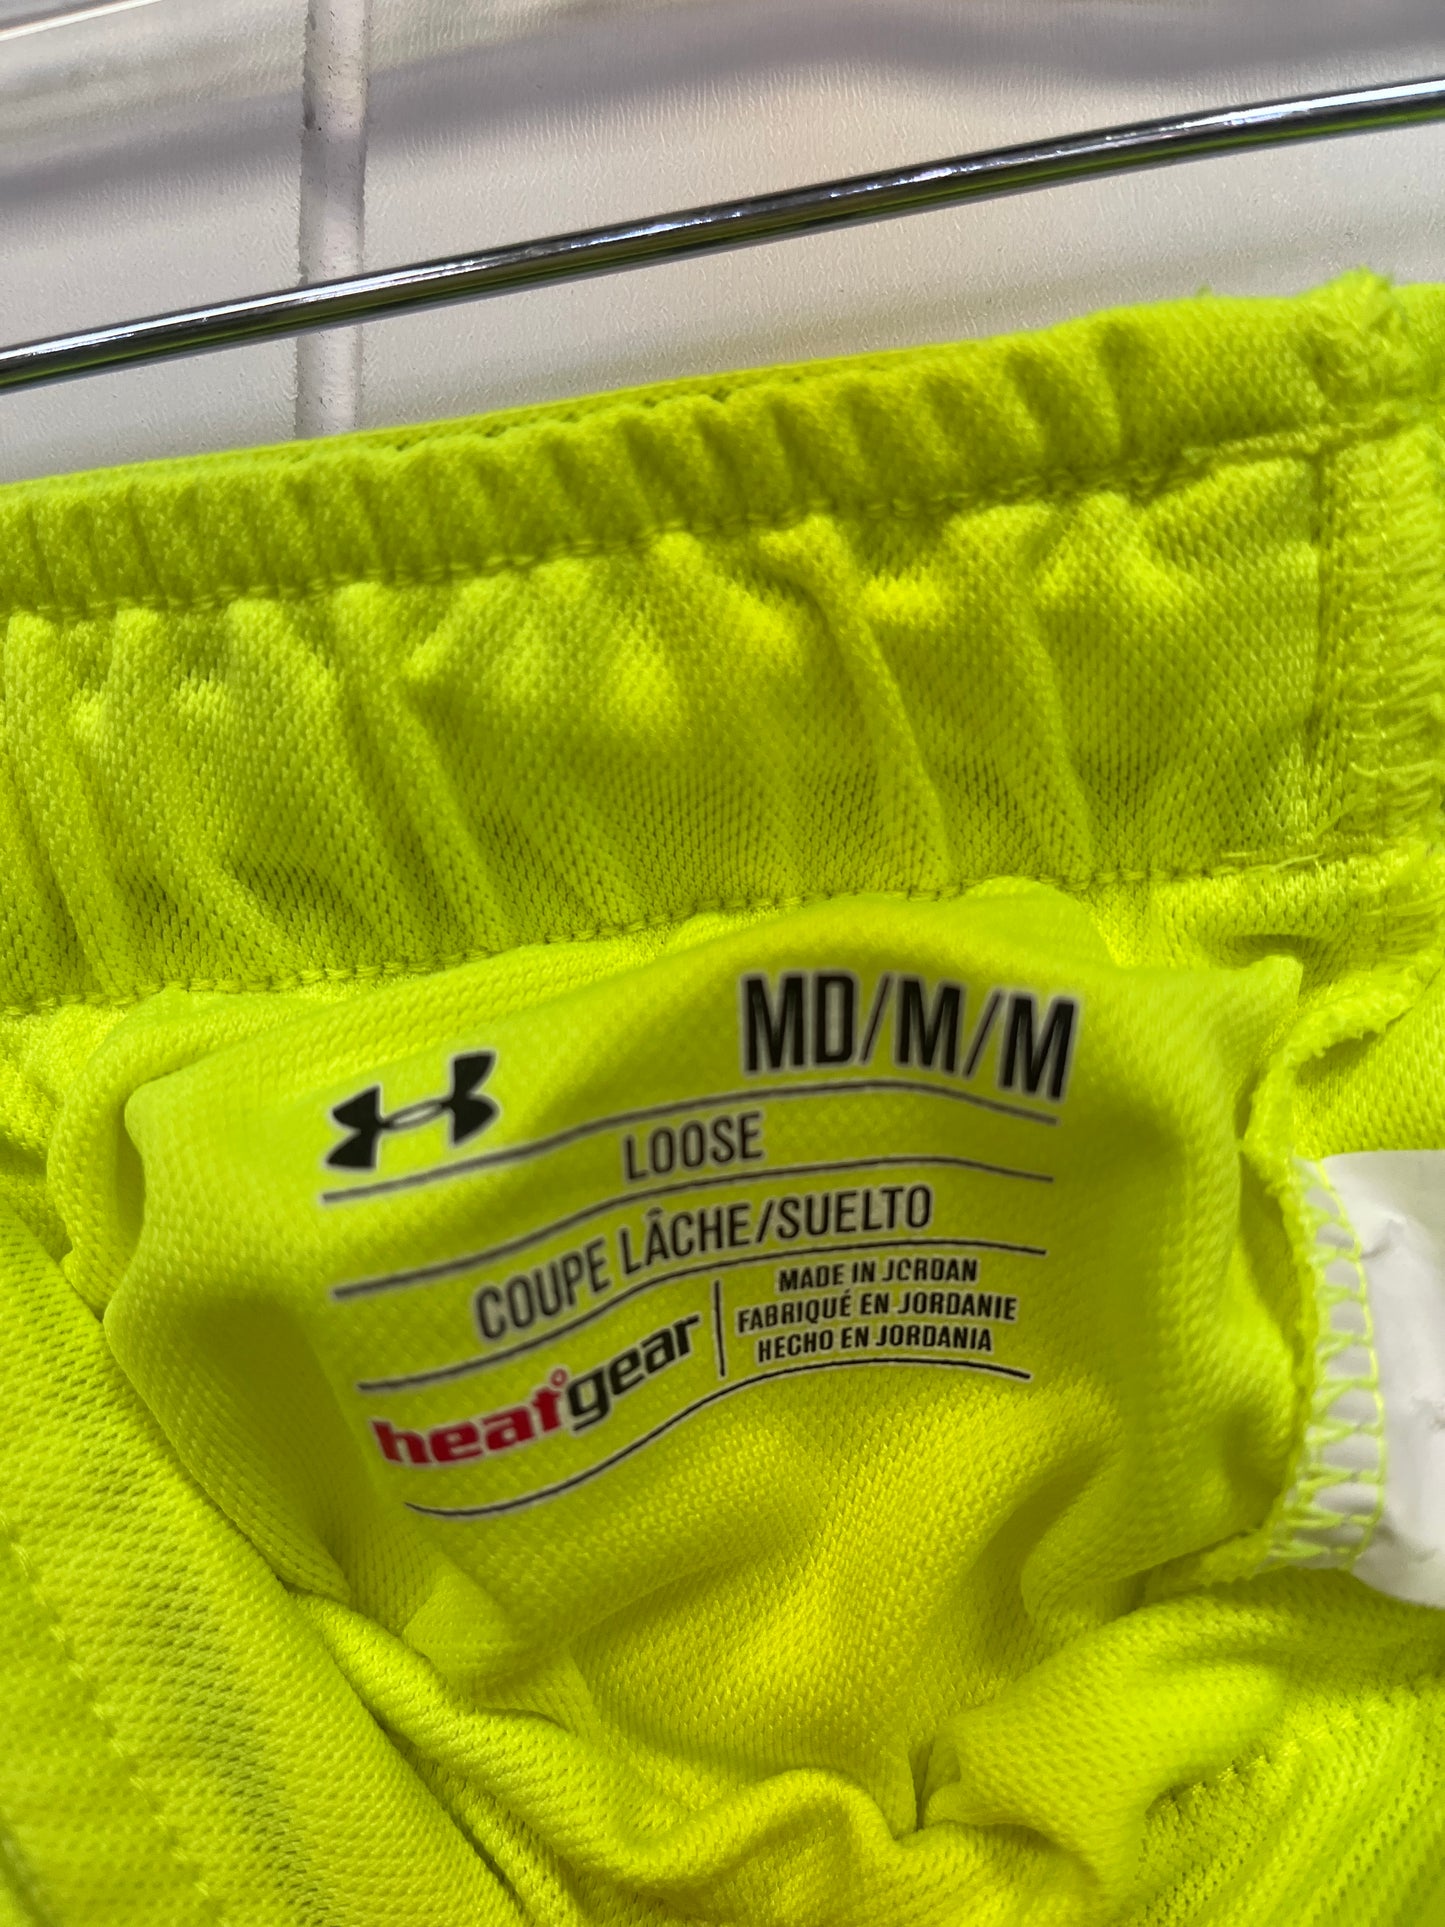 MD/M/M
LOOSE
COUPE LÂCHE/SUELTO
heatgear
MADE IN JORDAN
FABRIQUÉ EN JORDANIE
HECHO EN JORDANIA